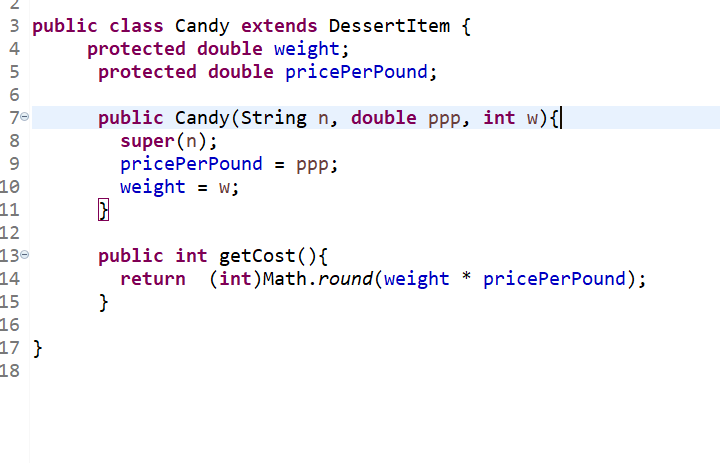 2
3 public class Candy extends DessertItem {
4 protected double weight;
5 protected double pricePerPound;
6
7 public Candy(String n, double ppp, int w){
8 super(n);
9 pricePerPound = ppp;
10 weight = w;
11 }
12
13 public int getCost(){
14 return (int)Math.round(weight * pricePerPound);
15 }
16
17 }
18